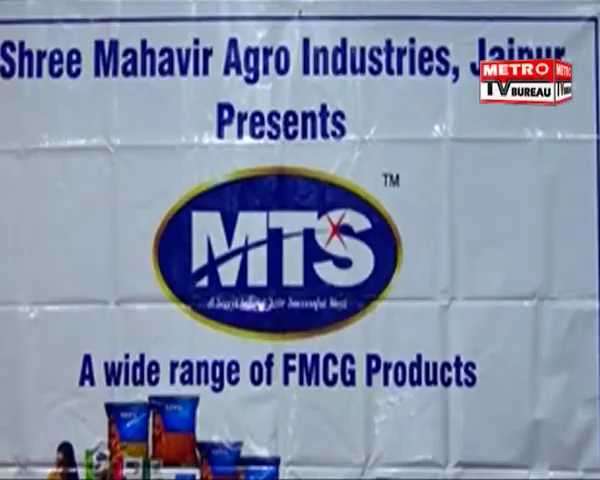 Shree Mahavir Agro Industries, Jaipur
METRO
TV BUREAU
Presents
TM
MTS
A wide range of FMCG Products